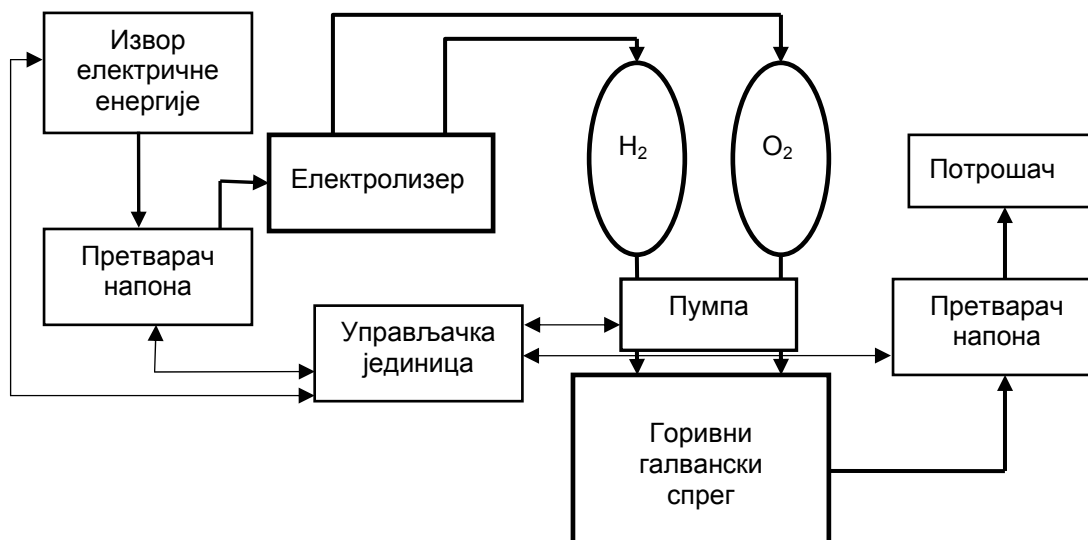 Извор
електричне
енергије
Електролизер
H₂
O₂
Потрошач
Претварач
напона
Управљачка
јединица
Пумпа
Претварач
напона
Горивни
галвански
спрег